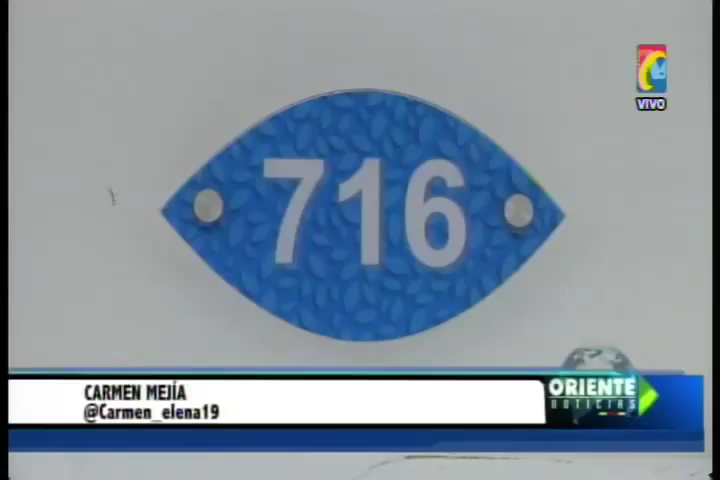 VIVO
716
CARMEN MEJÍA
@Carmen_elena19
ORIENTE
NOTICIAS